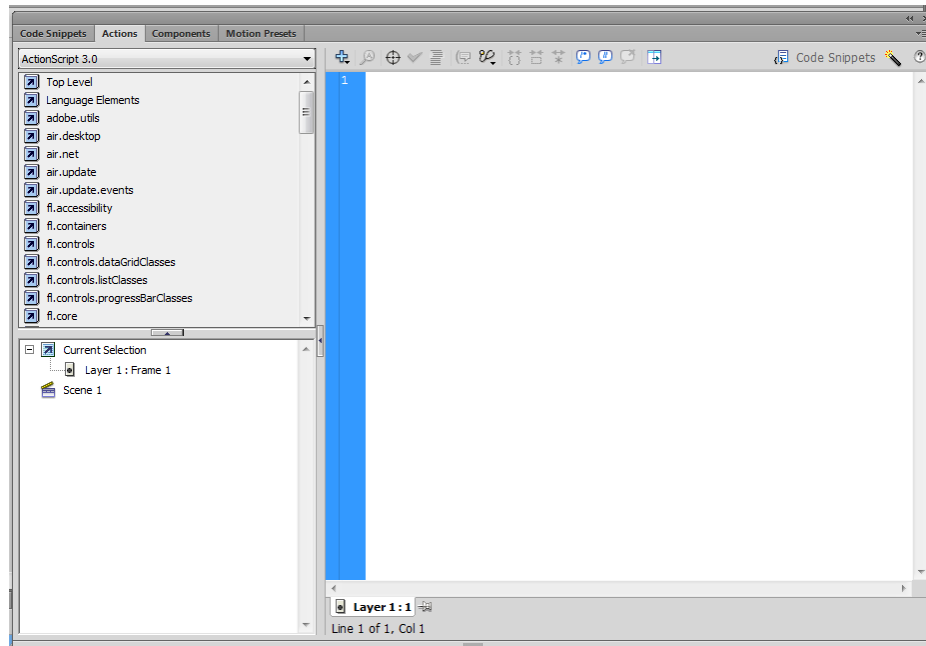 Code Snippets Actions Components Motion Presets
ActionScript 3.0
Code Snippets
Top Level
Language Elements
adobe.utils
air.desktop
air.net
air.update
air.update.events
fl.accessibility
fl.containers
fl.controls
fl.controls.dataGridClasses
fl.controls.listClasses
fl.controls.progressBarClasses
fl.core
Current Selection
Layer 1 : Frame 1
Scene 1
1
Layer 1 : 1
Line 1 of 1, Col 1